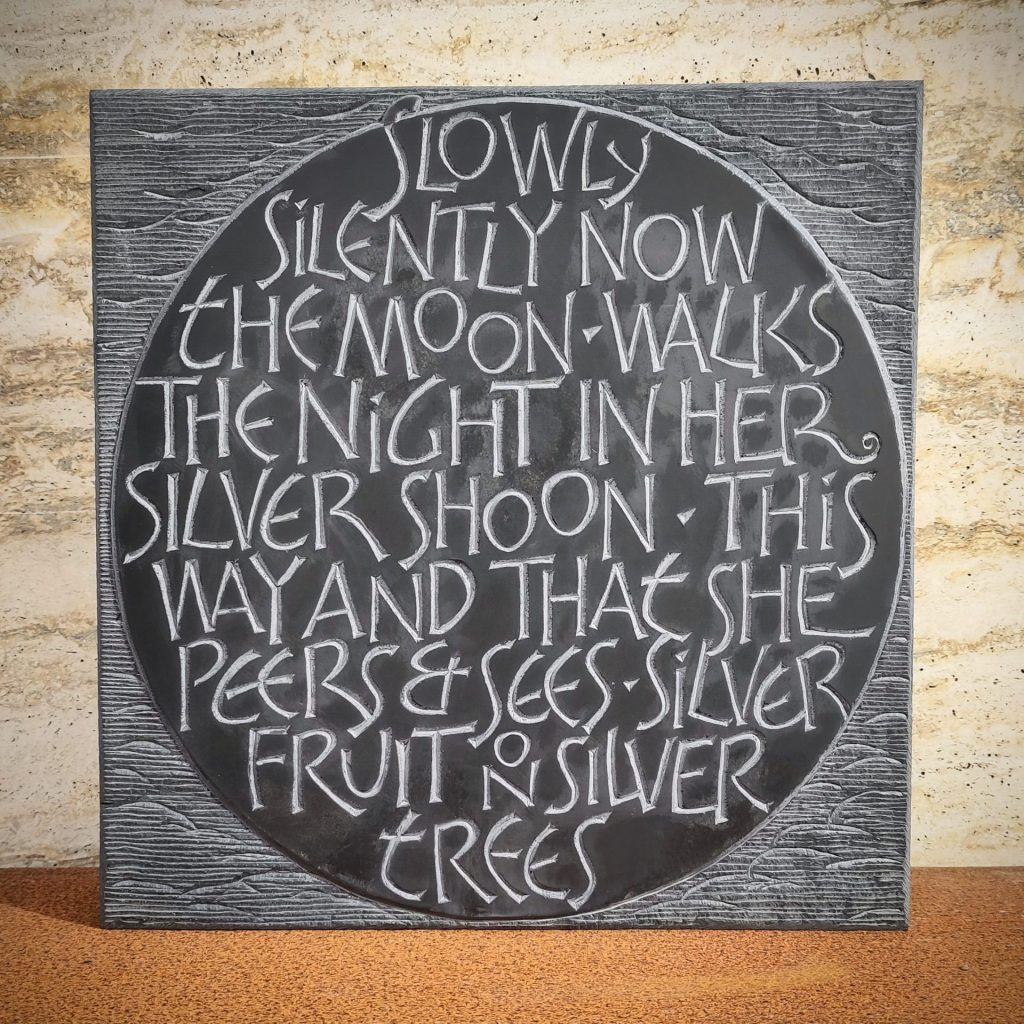 SLOWLY
SiLENTLY NOW
tHE MOON · WALKS
THE NiGHT IN HER
SILVER SHOON · THiS
WAY AND THAt SHE
PEERS & SEES · SiLVER
FRUIT ON SiLVER
tREES